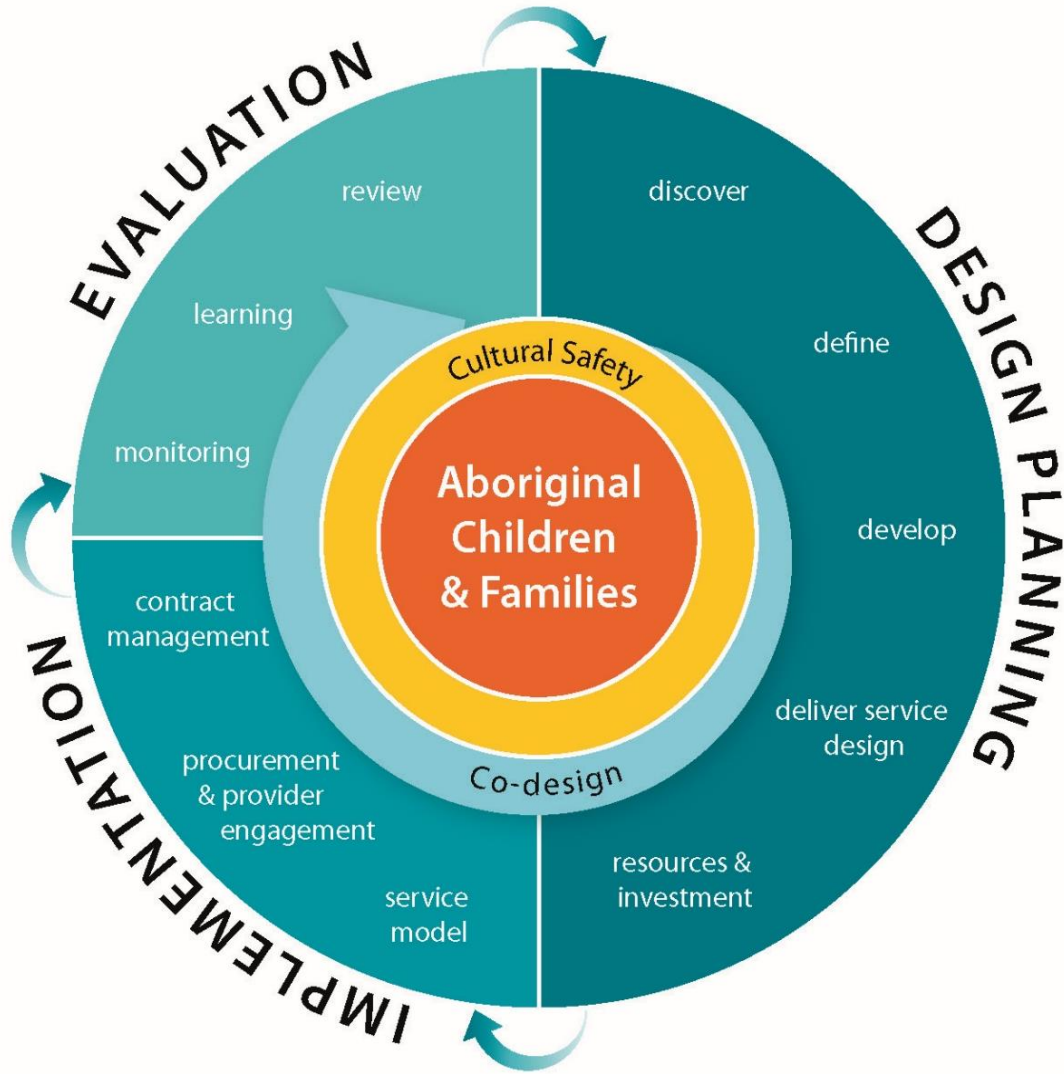 EVALUATION
review
learning
monitoring
DESIGN PLANNING
discover
define
develop
deliver service
design
resources &
investment
IMPLEMENTATION
service
model
procurement
& provider
engagement
contract
management
Cultural Safety
Aboriginal
Children
& Families
Co-design